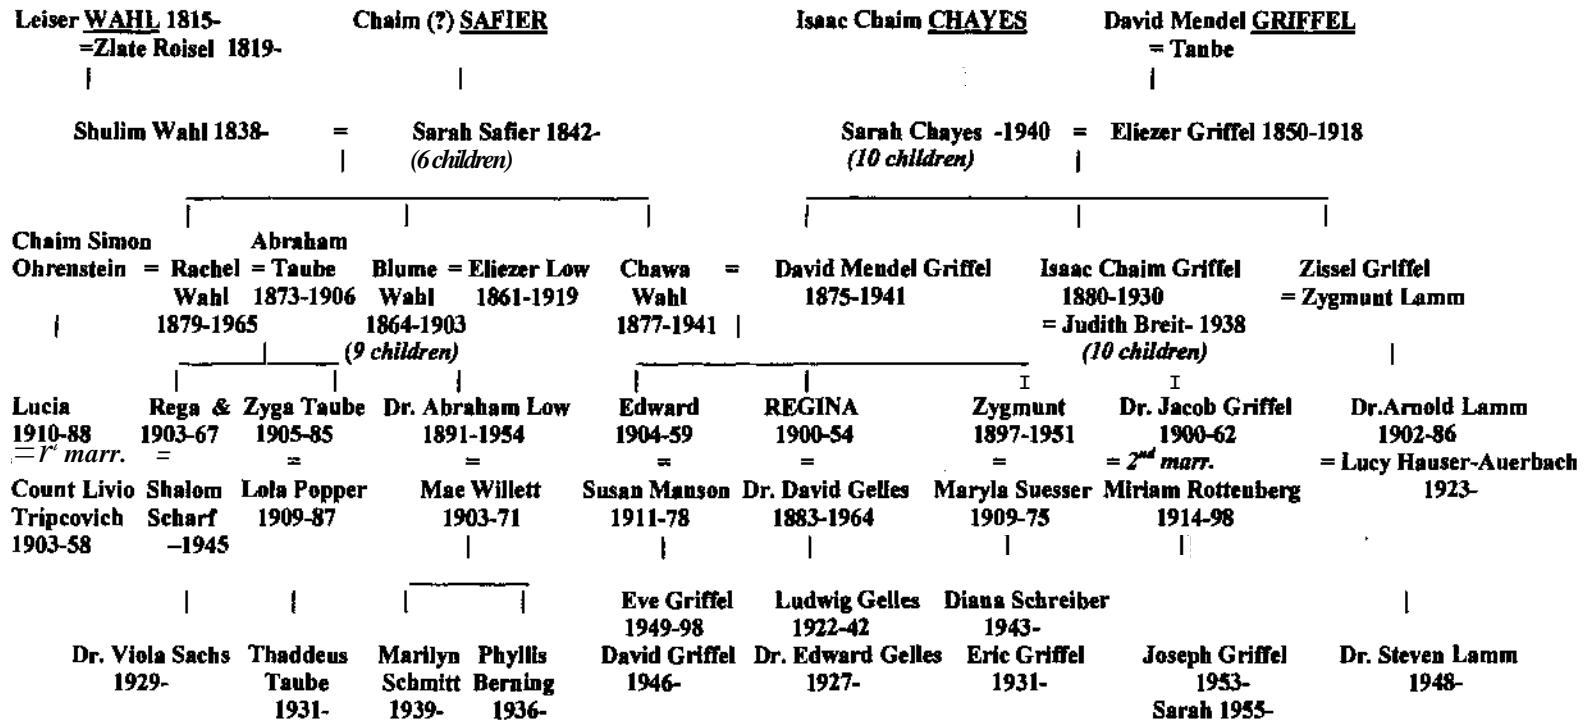 Leiser WAHL 1815- Chaim (?) SAFIER Isaac Chaim CHAYES David Mendel GRIFFEL
=Zlate Roisel 1819- = Taube
Shulim Wahl 1838- = Sarah Safier 1842- Sarah Chayes -1940 = Eliezer Griffel 1850-1918
(6 children) (10 children)
Chaim Simon Abraham
Ohrenstein = Rachel = Taube Blume = Eliezer Low Chawa = David Mendel Griffel Isaac Chaim Griffel Zissel Griffel
Wahl 1873-1906 Wahl 1861-1919 Wahl 1875-1941 1880-1930 = Zygmunt Lamm
1879-1965 1864-1903 1877-1941 = Judith Breit- 1938
(9 children) (10 children)
Lucia Rega & Zyga Taube Dr. Abraham Low Edward REGINA Zygmunt Dr. Jacob Griffel Dr.Arnold Lamm
1910-88 1903-67 1905-85 1891-1954 1904-59 1900-54 1897-1951 1900-62 1902-86
= marr. = = = = = = = 2nd marr. = Lucy Hauser-Auerbach
Count Livio Shalom Lola Popper Mae Willett Susan Manson Dr. David Gelles Maryla Suesser Miriam Rottenberg 1923-
Tripcovich Scharf 1909-87 1903-71 1911-78 1883-1964 1909-75 1914-98
1903-58 –1945
Eve Griffel Ludwig Gelles Diana Schreiber
1949-98 1922-42 1943-
Dr. Viola Sachs Thaddeus Marilyn Phyllis David Griffel Dr. Edward Gelles Eric Griffel Joseph Griffel Dr. Steven Lamm
1929- Taube Schmitt Berning 1946- 1927- 1931- 1953- 1948-
1931- 1939- 1936- Sarah 1955-